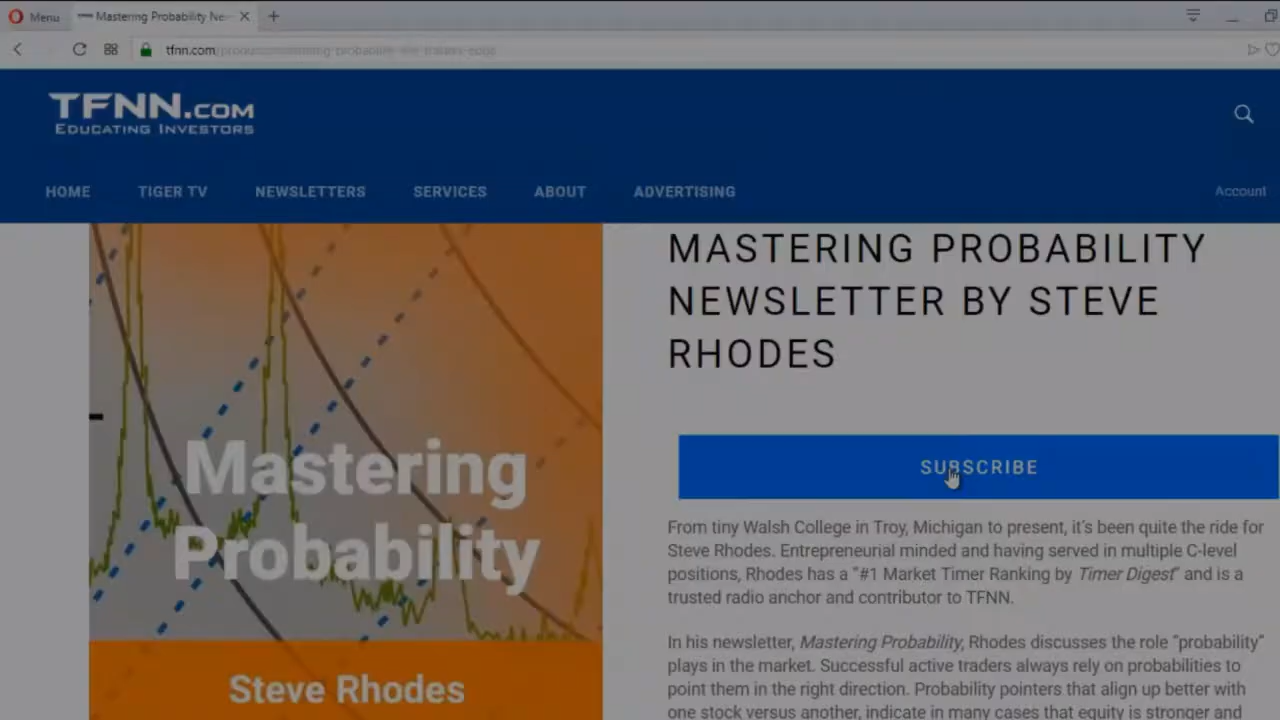 Menu
Mastering Probability Ne
tfnn.com/products/mastering-probability-the-traders-edge
TFNN.COM
EDUCATING INVESTORS
HOME
TIGER TV
NEWSLETTERS
SERVICES
ABOUT
ADVERTISING
Account
Mastering
Probability
Steve Rhodes
MASTERING PROBABILITY
NEWSLETTER BY STEVE
RHODES
SUBSCRIBE
From tiny Walsh College in Troy, Michigan to present, it's been quite the ride for
Steve Rhodes. Entrepreneurial minded and having served in multiple C-level
positions, Rhodes has a "#1 Market Timer Ranking by Timer Digest" and is a
trusted radio anchor and contributor to TFNN.
In his newsletter, Mastering Probability, Rhodes discusses the role "probability"
plays in the market. Successful active traders always rely on probabilities to
point them in the right direction. Probability pointers that align up better with
one stock versus another, indicate in many cases that equity is stronger and